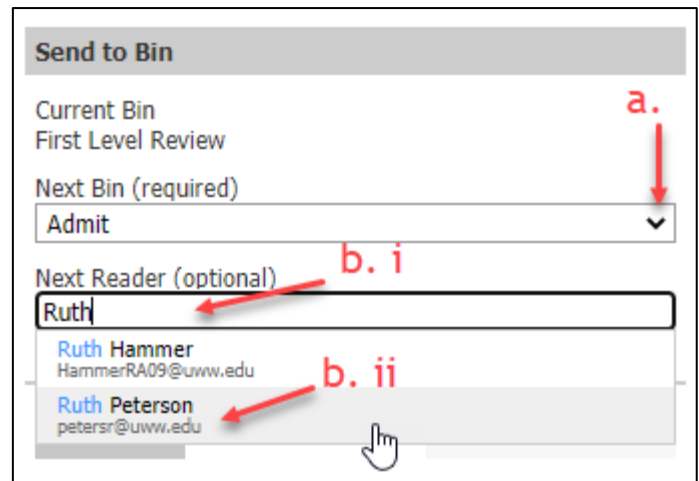 Send to Bin
Current Bin
a.
First Level Review
Next Bin (required)
Admit
b. i
Next Reader (optional)
Ruth
Ruth Hammer
HammerRA09@uww.edu
b. ii
Ruth Peterson
petersr@uww.edu